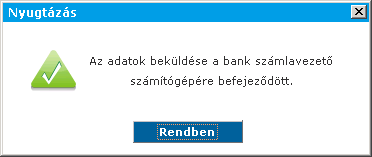 Nyugtázás
Az adatok beküldése a bank számlavezető
számítógépére befejeződött.
Rendben